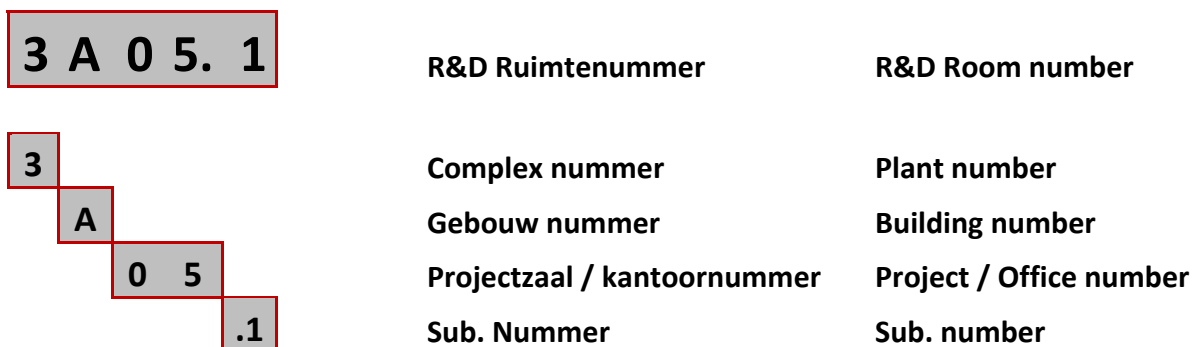 3 A 0 5. 1 R&D Ruimtenummer R&D Room number
3 Complex nummer Plant number
A Gebouw nummer Building number
0 5 Projectzaal / kantoornummer Project / Office number
.1 Sub. Nummer Sub. number